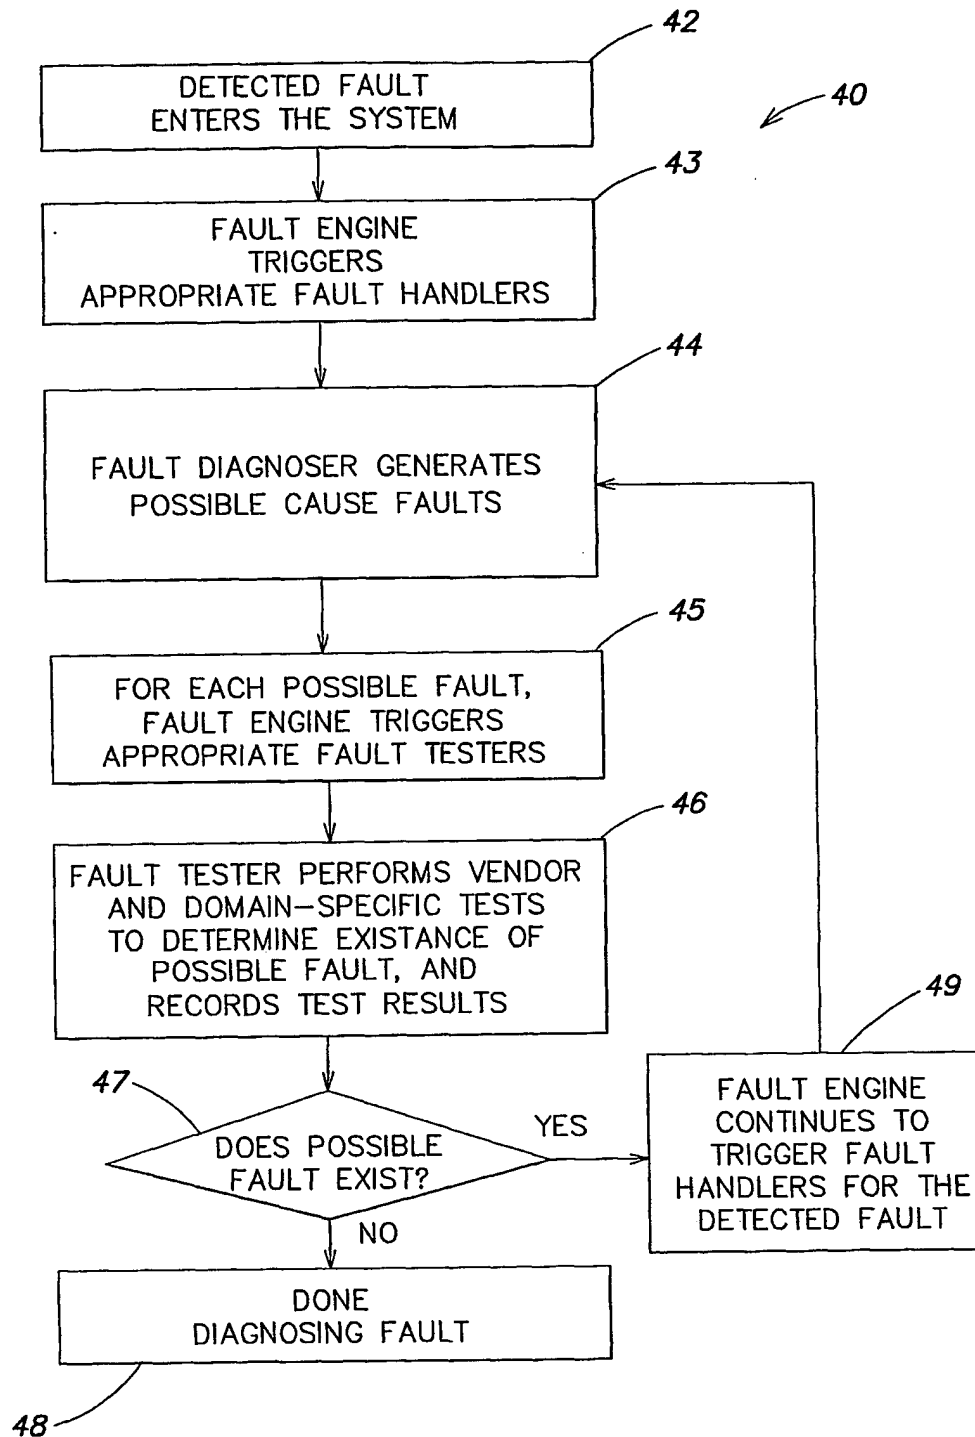 42
DETECTED FAULT
ENTERS THE SYSTEM
40
43
FAULT ENGINE
TRIGGERS
APPROPRIATE FAULT HANDLERS
44
FAULT DIAGNOSER GENERATES
POSSIBLE CAUSE FAULTS
45
FOR EACH POSSIBLE FAULT,
FAULT ENGINE TRIGGERS
APPROPRIATE FAULT TESTERS
46
FAULT TESTER PERFORMS VENDOR
AND DOMAIN-SPECIFIC TESTS
TO DETERMINE EXISTANCE OF
POSSIBLE FAULT, AND
RECORDS TEST RESULTS
47
DOES POSSIBLE
FAULT EXIST?
YES
49
FAULT ENGINE
CONTINUES TO
TRIGGER FAULT
HANDLERS FOR THE
DETECTED FAULT
NO
DONE
DIAGNOSING FAULT
48